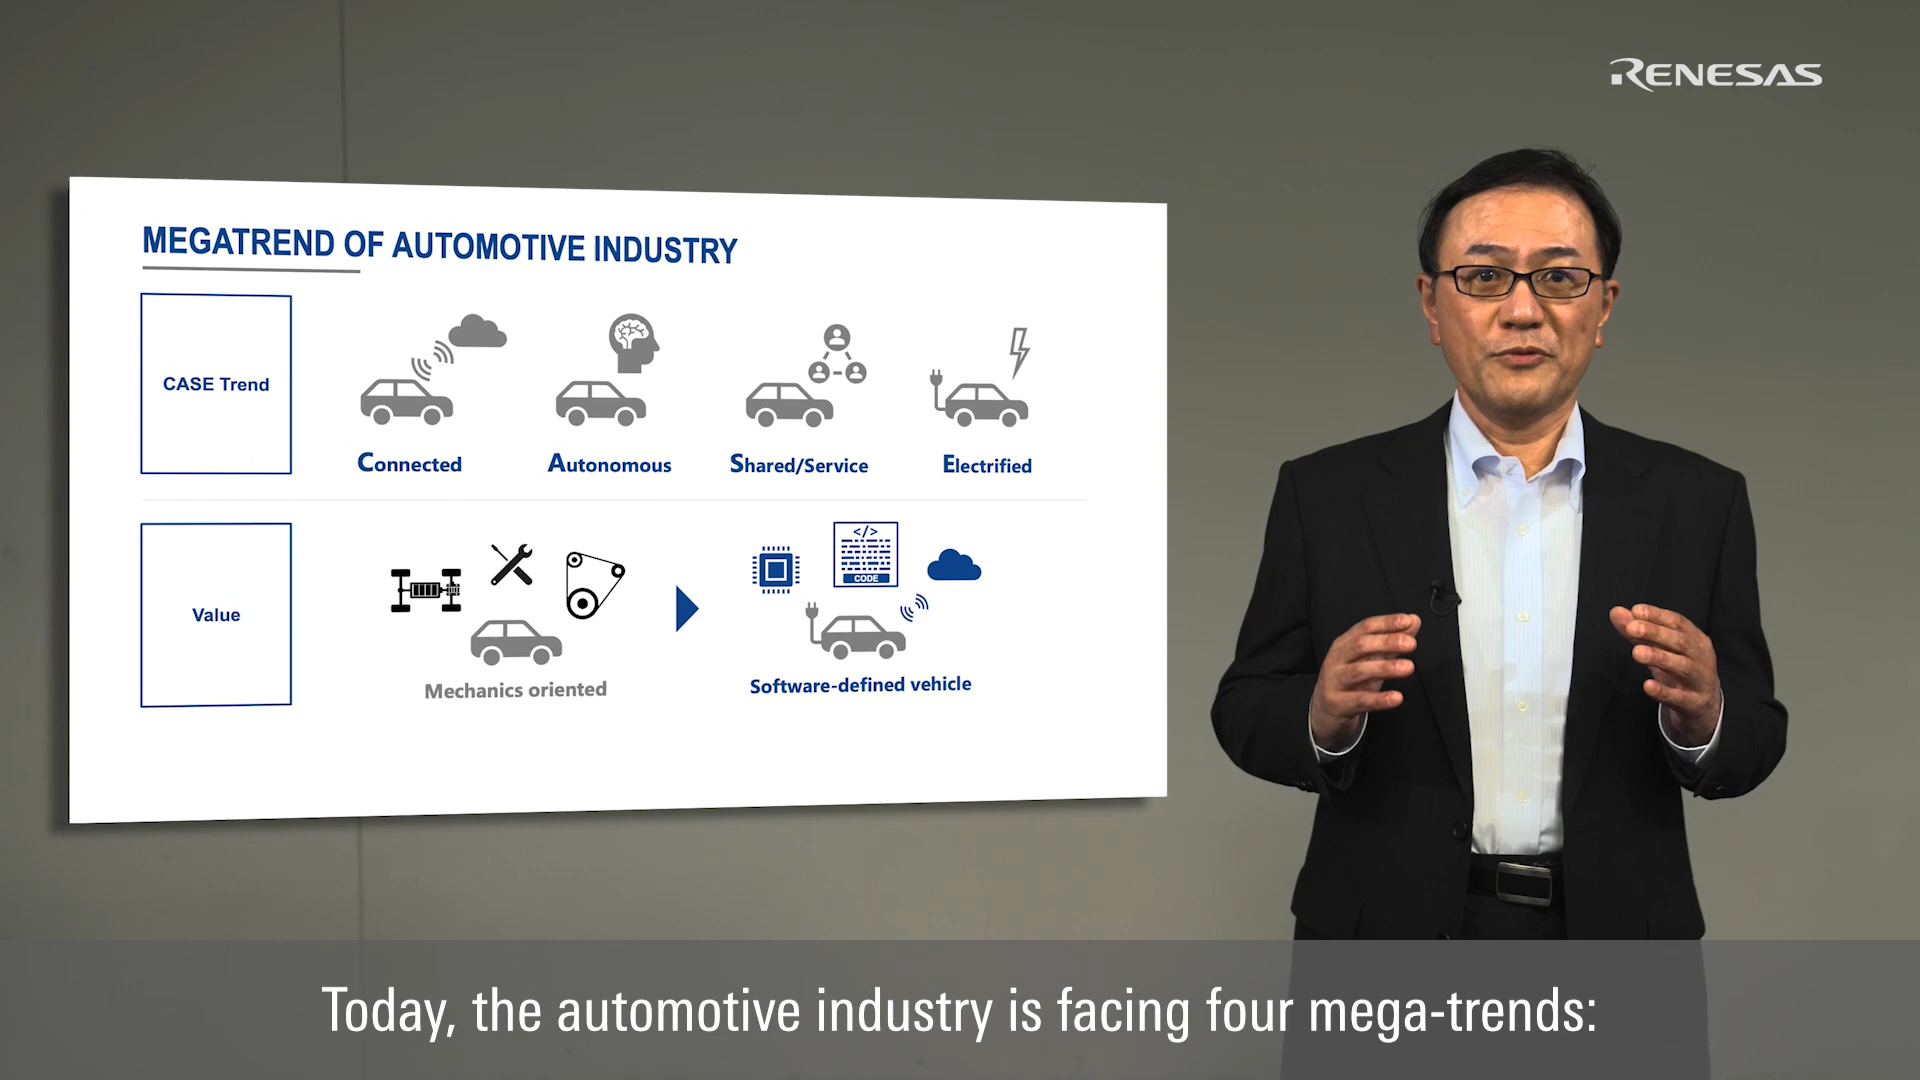 RENESAS
MEGATREND OF AUTOMOTIVE INDUSTRY
CASE Trend
Connected
Autonomous
Shared/Service
Electrified
Value
</>
CODE
Mechanics oriented
Software-defined vehicle
Today, the automotive industry is facing four mega-trends: